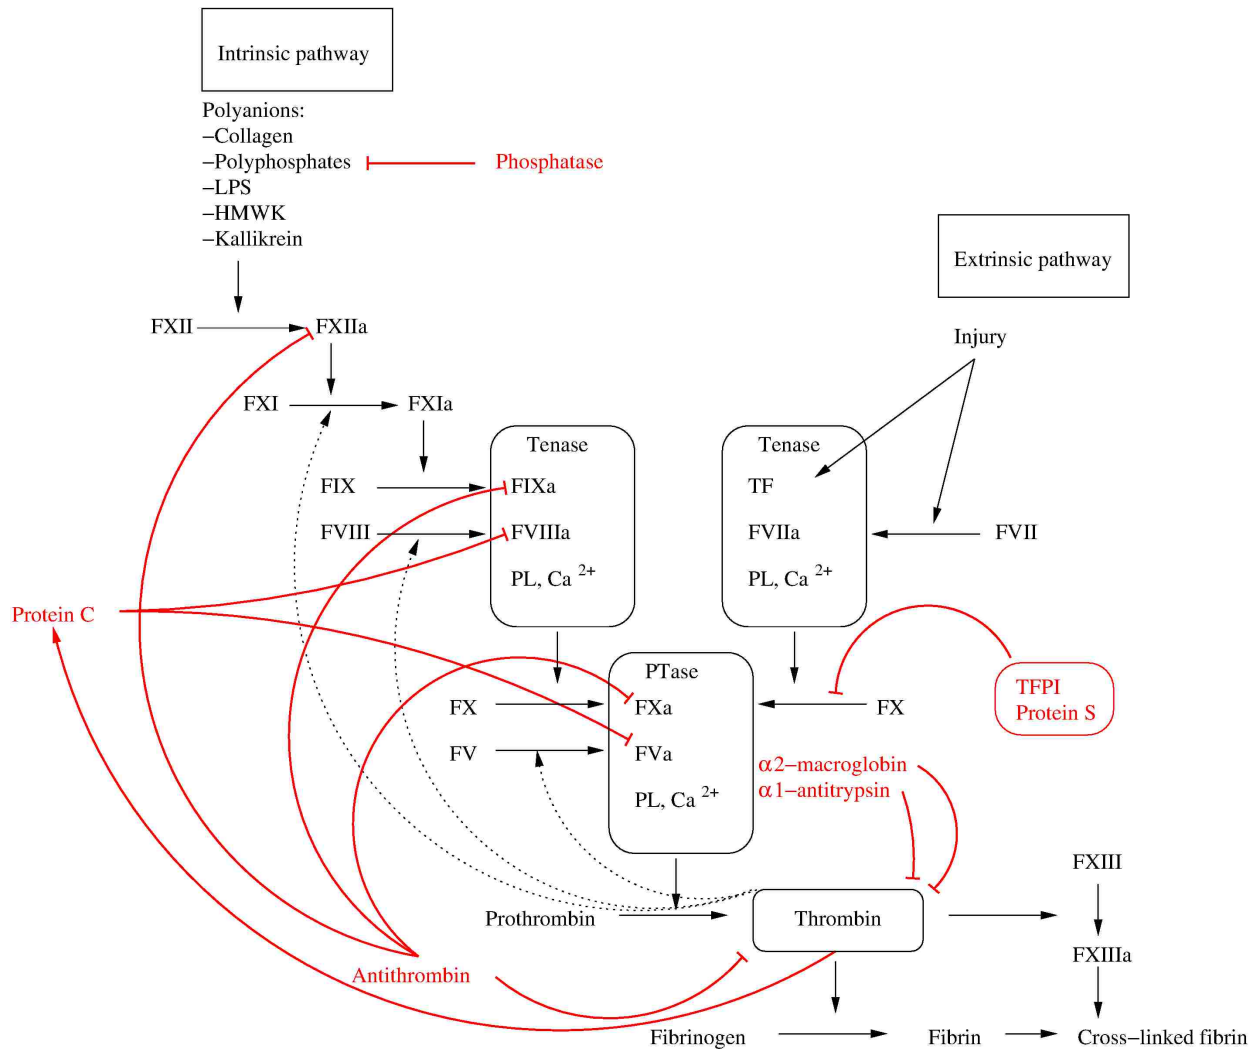 Intrinsic pathway
Polyanions:
−Collagen
−Polyphosphates
Phosphatase
−LPS
−HMWK
−Kallikrein
Extrinsic pathway
FXII
FXIIa
Injury
FXI
FXIa
Tenase
Tenase
FIX
FIXa
TF
FVIII
FVIIIa
FVIIa
FVII
PL, Ca 2+
PL, Ca 2+
Protein C
PTase
TFPI
Protein S
FX
FXa
FX
FV
FVa
α2−macroglobin
α1−antitrypsin
PL, Ca 2+
FXIII
Prothrombin
Thrombin
FXIIIa
Antithrombin
Fibrinogen
Fibrin
Cross−linked fibrin